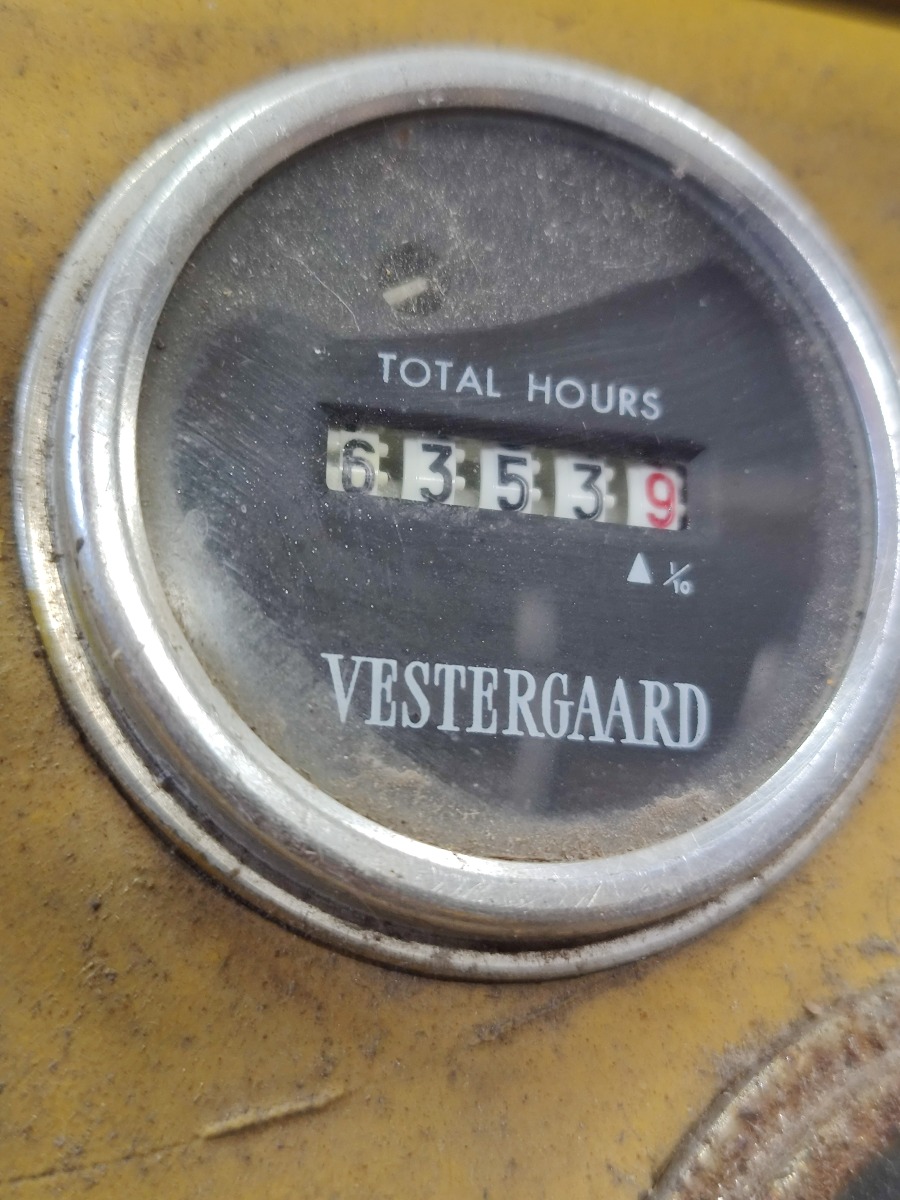 TOTAL HOURS
63539
▲ 1/10
VESTERGAARD